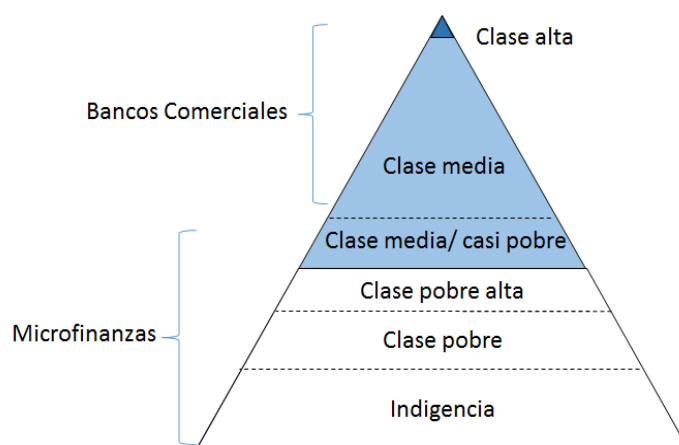 Clase alta
Bancos Comerciales
Clase media
Clase media/ casi pobre
Clase pobre alta
Microfinanzas
Clase pobre
Indigencia